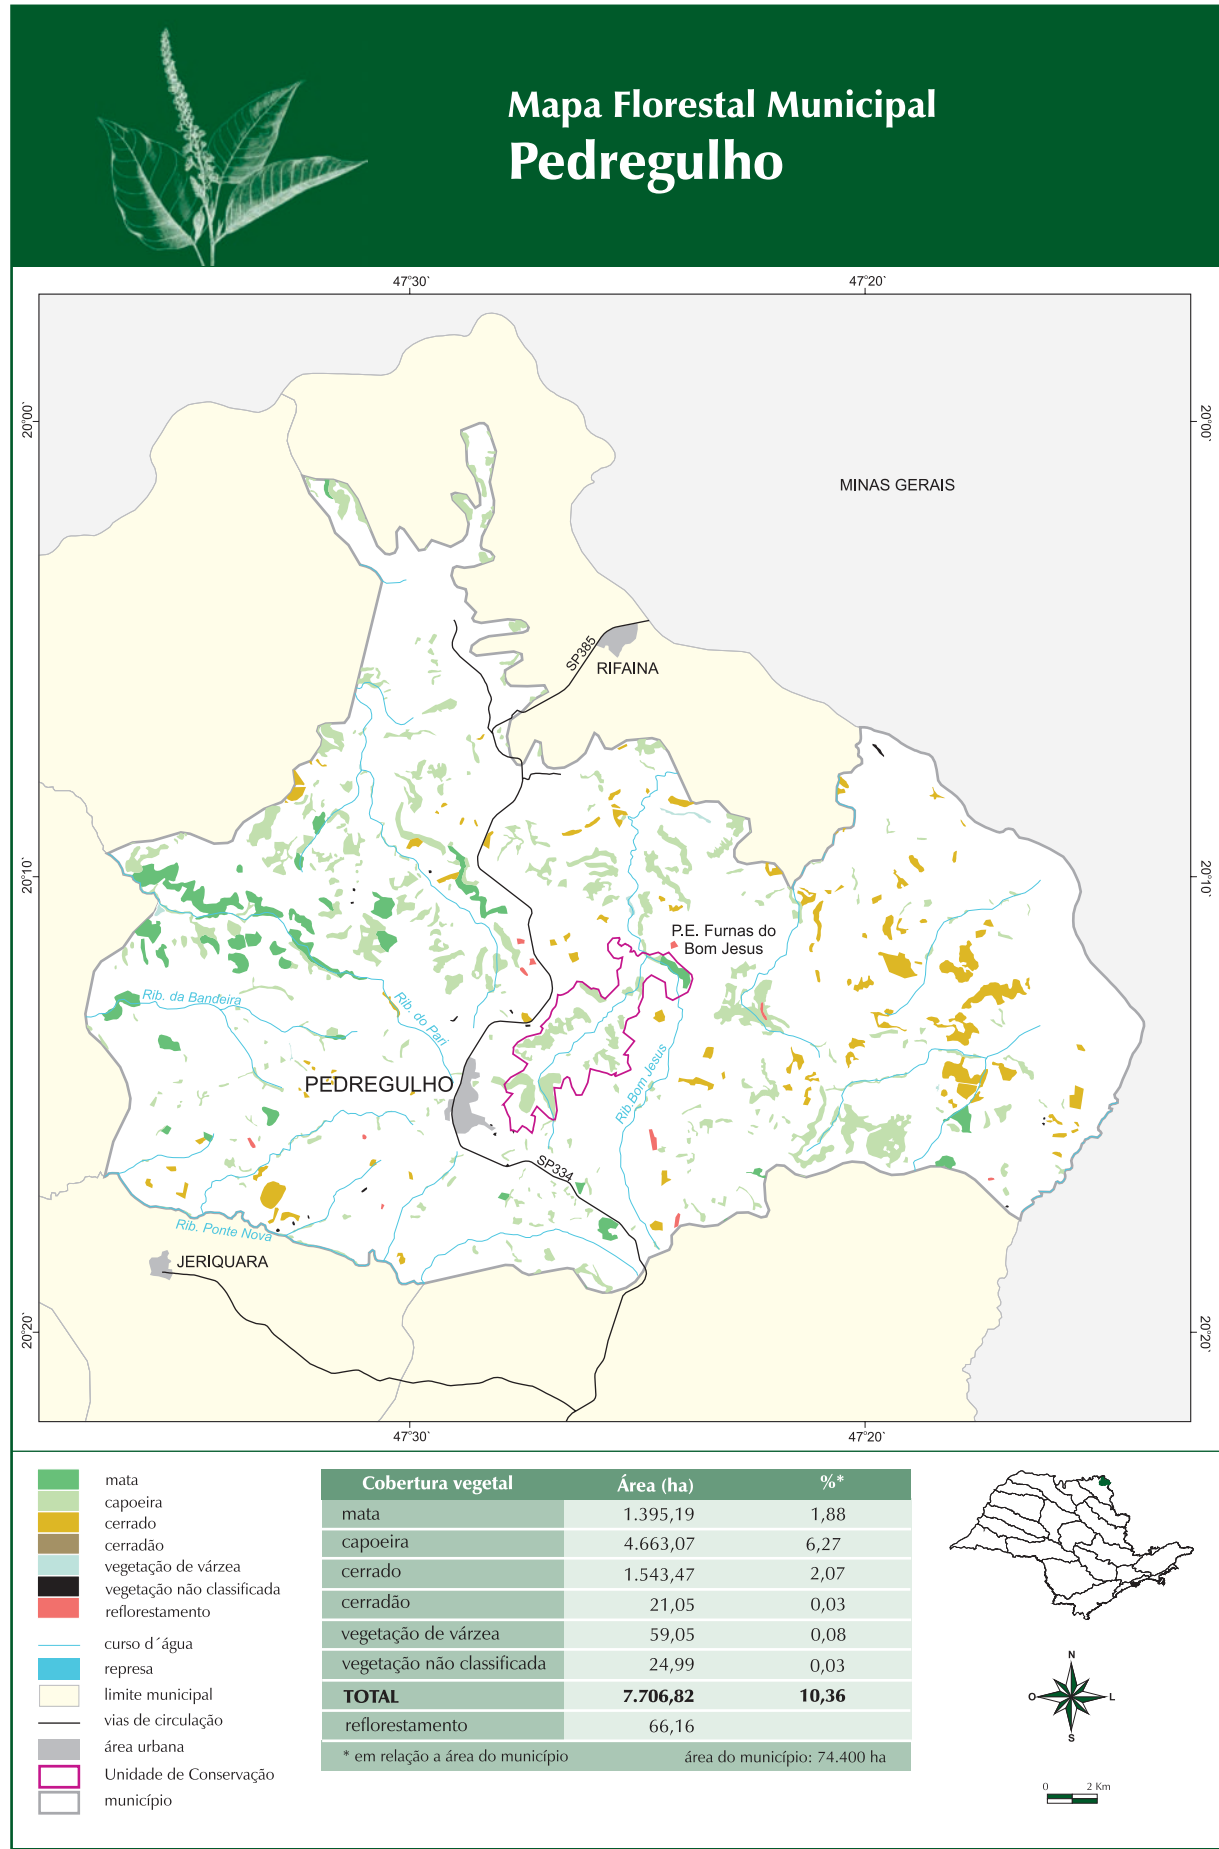 Mapa Florestal Municipal
Pedregulho
47°30` 47°20`
20°00` 20°00`
MINAS GERAIS
SP385
RIFAINA
20°10` 20°10`
P.E. Furnas do
Bom Jesus
Rib. da Bandeira
Rib. do Pari
PEDREGULHO
Rib.Bom Jesus
SP334
Rib. Ponte Nova
JERIQUARA
20°20` 20°20`
47°30` 47°20`
mata
capoeira
cerrado
cerradão
vegetação de várzea
vegetação não classificada
reflorestamento
curso d´água
represa
limite municipal
vias de circulação
área urbana
Unidade de Conservação
município
Cobertura vegetal Área (ha) %*
mata 1.395,19 1,88
capoeira 4.663,07 6,27
cerrado 1.543,47 2,07
cerradão 21,05 0,03
vegetação de várzea 59,05 0,08
vegetação não classificada 24,99 0,03
TOTAL 7.706,82 10,36
reflorestamento 66,16
* em relação a área do município área do município: 74.400 ha
N
O L
S
0 2 Km